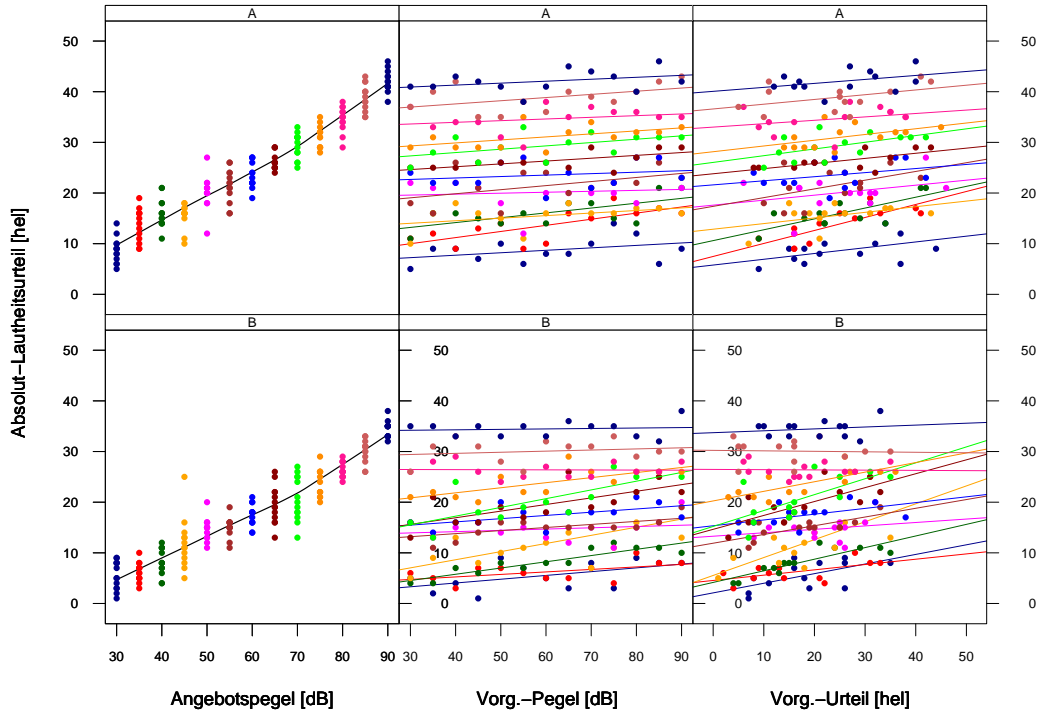 A A A
50 50
40 40
30 30
20 20
10 10
0 0
B B B
50 50 50 50
40 40 40 40
30 30 30 30
20 20 20 20
10 10 10 10
0 0 0 0
30 40 50 60 70 80 90 30 40 50 60 70 80 90 0 10 20 30 40 50
Absolut−Lautheitsurteil [hel]
Angebotspegel [dB] Vorg.−Pegel [dB] Vorg.−Urteil [hel]